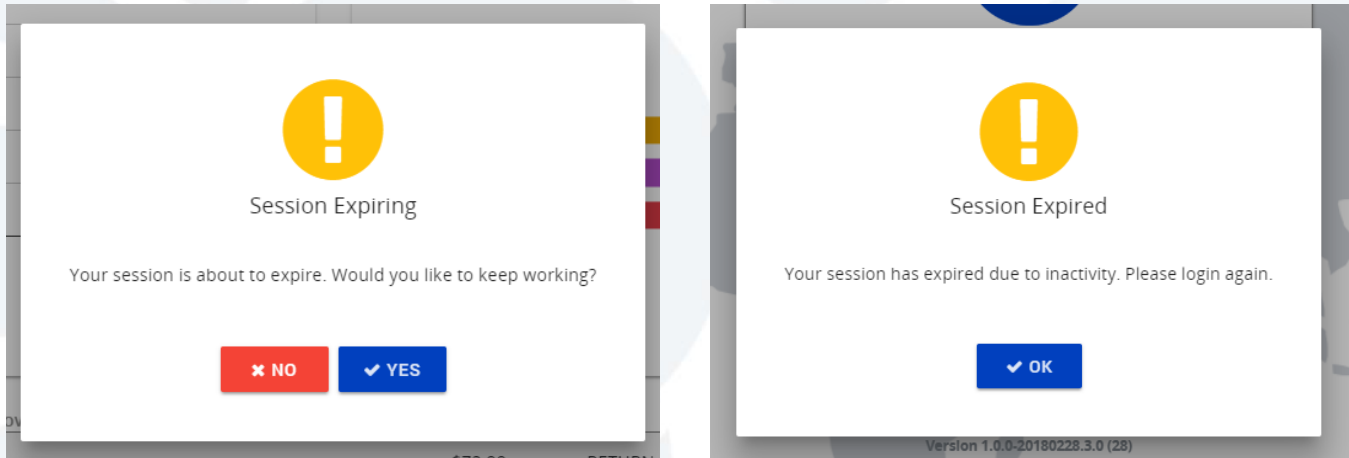 Session Expiring
Your session is about to expire. Would you like to keep working?
NO
YES
Session Expired
Your session has expired due to inactivity. Please login again.
OK
Version 1.0.0-20180228.3.0 (28)